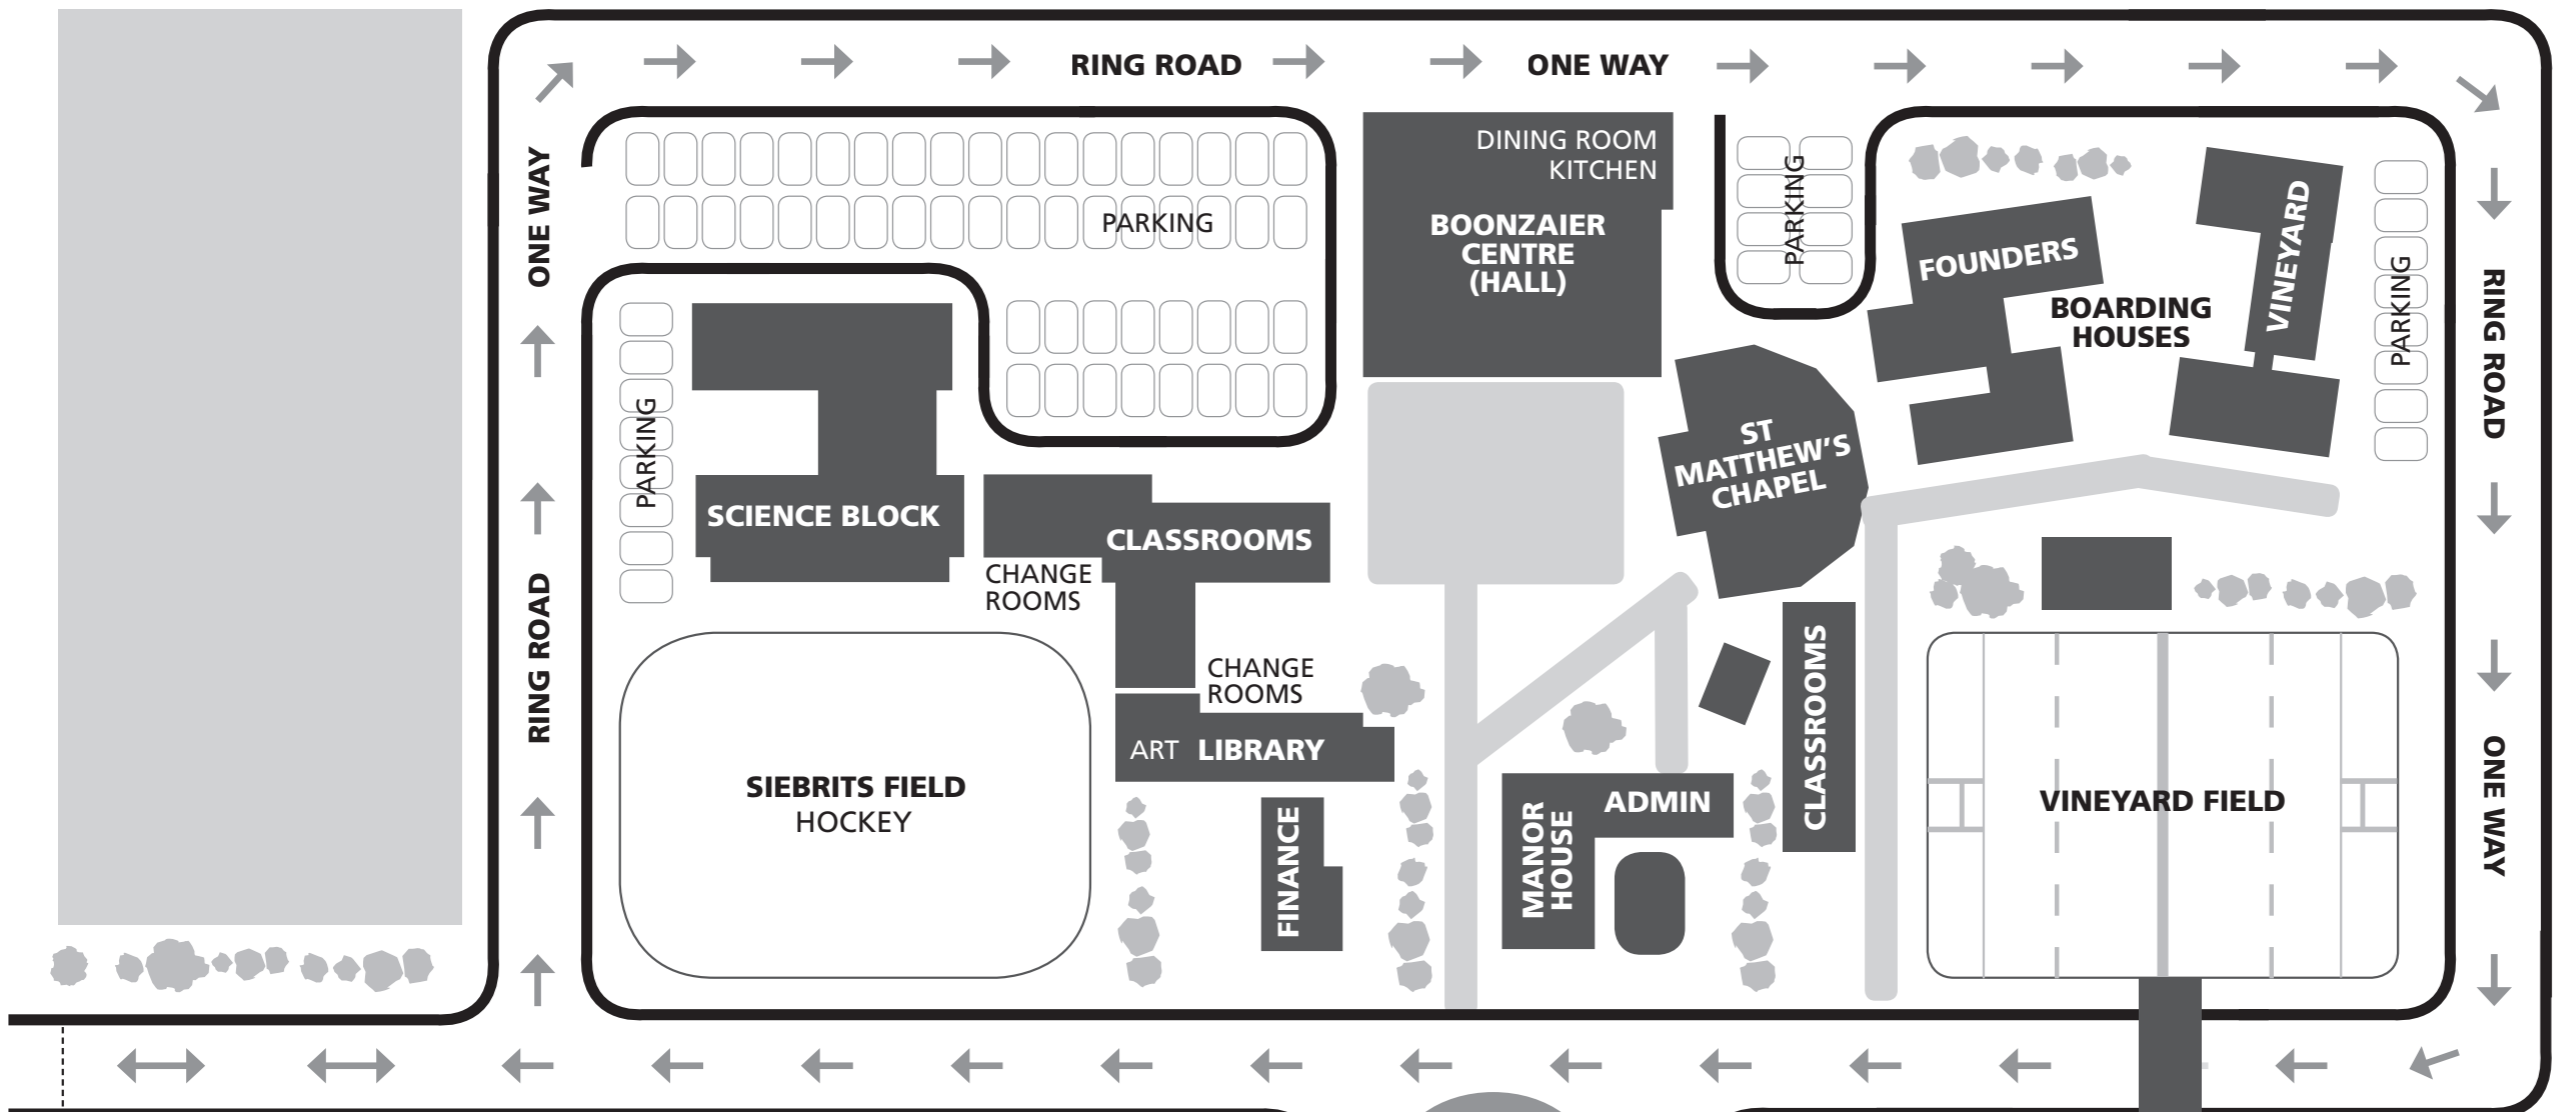 RING ROAD
ONE WAY
ONE WAY
RING ROAD
PARKING
PARKING
SCIENCE BLOCK
CLASSROOMS
CHANGE
ROOMS
CHANGE
ROOMS
ART LIBRARY
SIEBRITS FIELD
HOCKEY
FINANCE
DINING ROOM
KITCHEN
BOONZAIER
CENTRE
(HALL)
PARKING
ST
MATTHEW’S
CHAPEL
FOUNDERS
BOARDING
HOUSES
VINEYARD
PARKING
RING ROAD
ONE WAY
CLASSROOMS
MANOR
HOUSE
ADMIN
VINEYARD FIELD